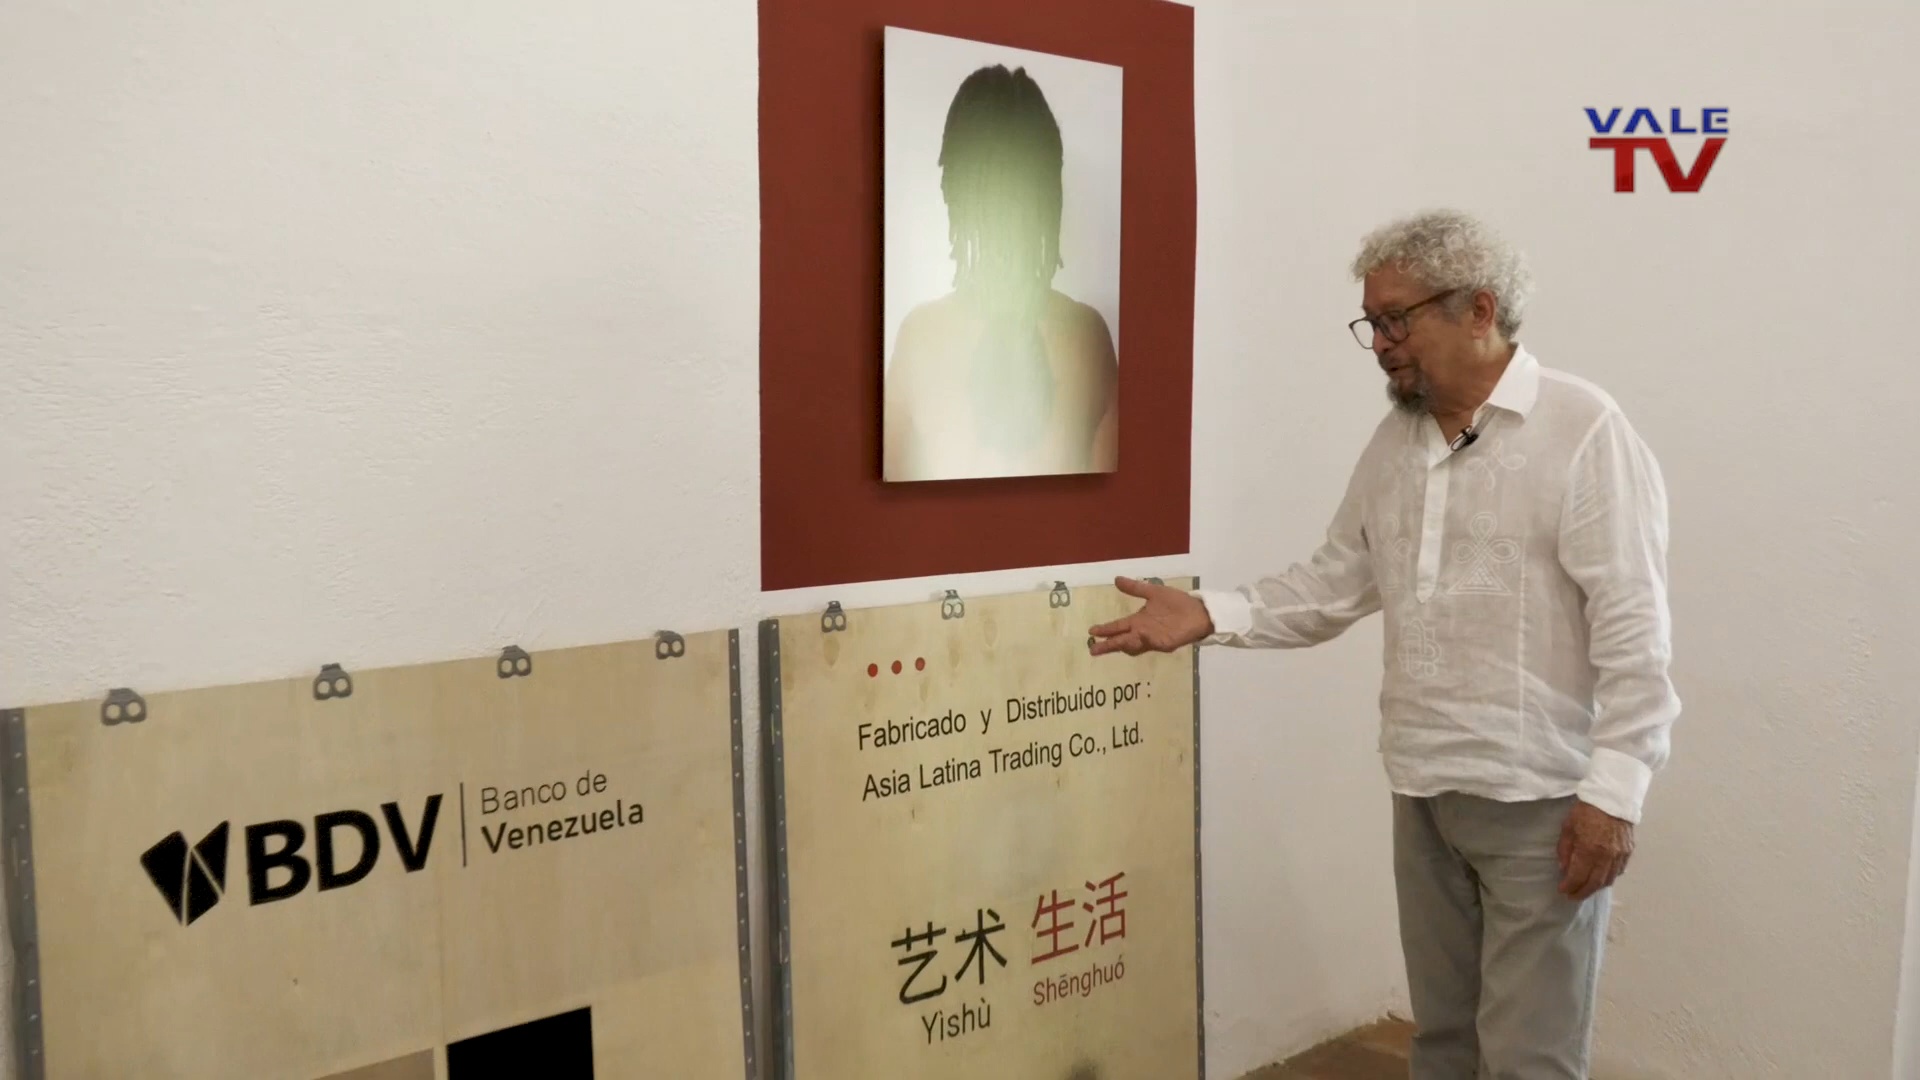 VALE
TV
BDV
Banco de
Venezuela
Fabricado y Distribuido por :
Asia Latina Trading Co., Ltd.
艺术 生活
Yìshù Shēnghuó